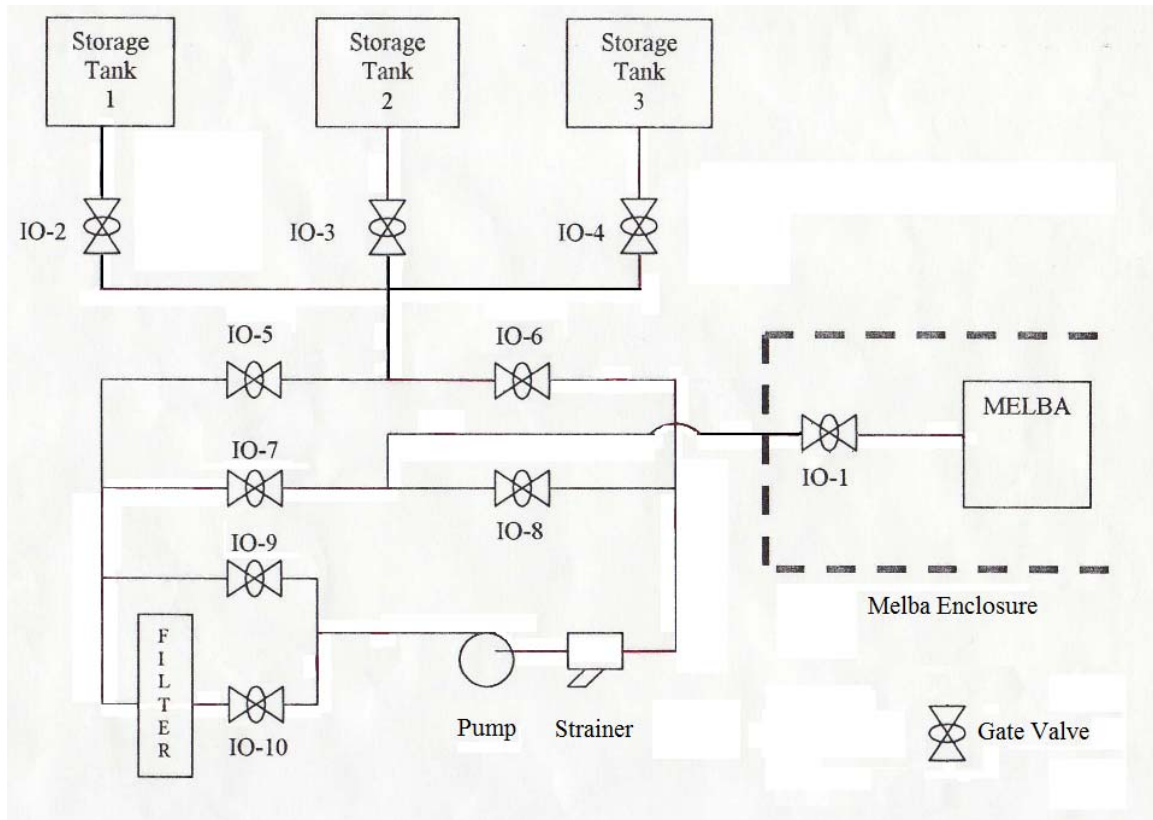 Storage
Tank
1
Storage
Tank
2
Storage
Tank
3
IO-2
IO-3
IO-4
IO-5
IO-6
MELBA
IO-7
IO-1
IO-8
IO-9
Melba Enclosure
F
I
L
T
E
R
Pump
Strainer
Gate Valve
IO-10